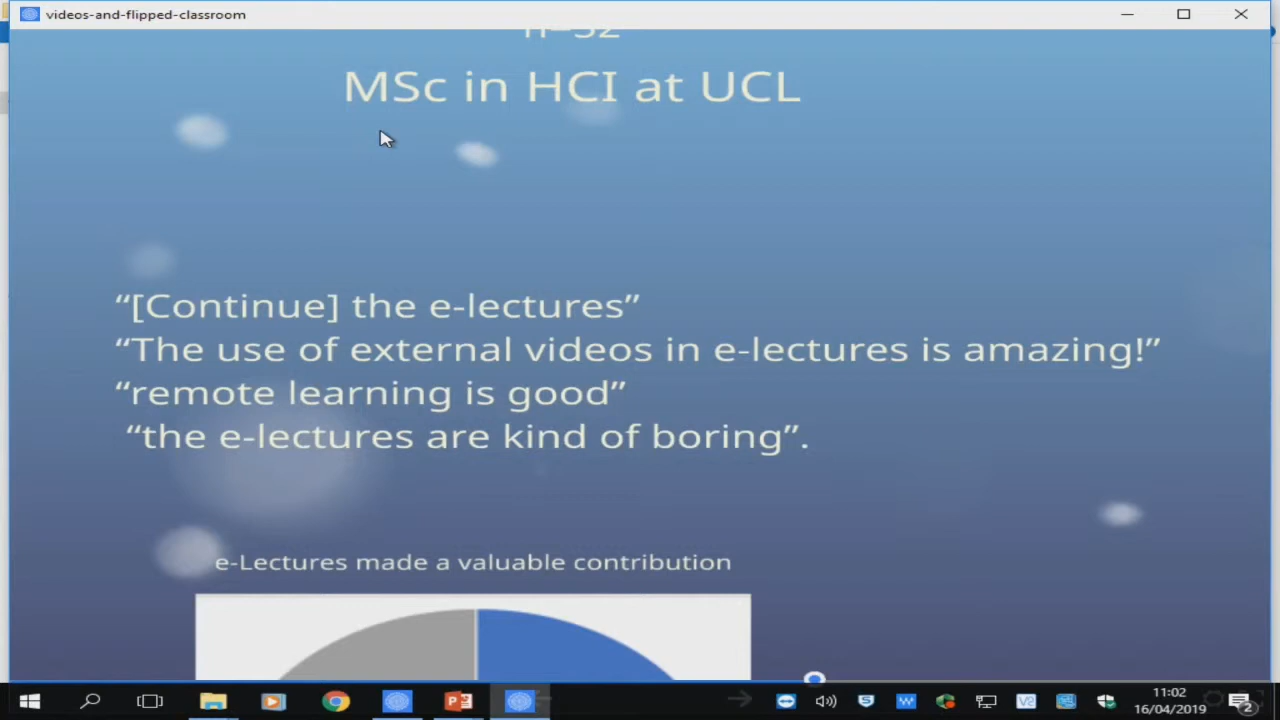 videos-and-flipped-classroom
MSc in HCI at UCL
“[Continue] the e-lectures”
“The use of external videos in e-lectures is amazing!”
“remote learning is good”
“the e-lectures are kind of boring”.
e-Lectures made a valuable contribution
11:02
16/04/2019
2